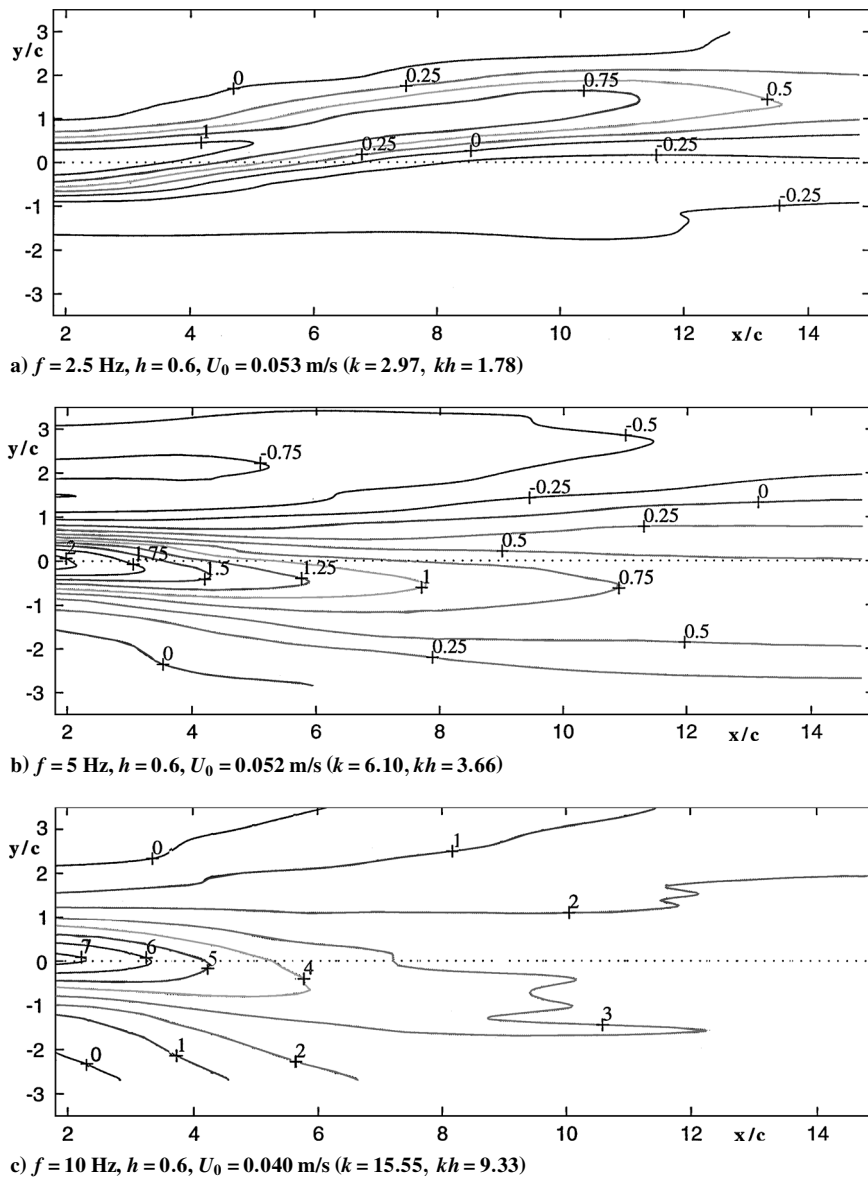 y/c
3 2 1 0 -1 -2 -3
0 0.25 0.75 0.5
1 0.25 0 -0.25
-0.25
2 4 6 8 10 12 14
x/c
a) f = 2.5 Hz, h = 0.6, U0 = 0.053 m/s (k = 2.97, kh = 1.78)
y/c
3 2 1 0 -1 -2 -3
-0.75 -0.5
-0.25 0
0.5 0.25
2 1.75 1.5 1.25 1 0.75
0 0.25 0.5
2 4 6 8 10 12 14
x/c
b) f = 5 Hz, h = 0.6, U0 = 0.052 m/s (k = 6.10, kh = 3.66)
y/c
3 2 1 0 -1 -2 -3
0 1
2
7 6 5 4
3
0 1 2
2 4 6 8 10 12 14
x/c
c) f = 10 Hz, h = 0.6, U0 = 0.040 m/s (k = 15.55, kh = 9.33)